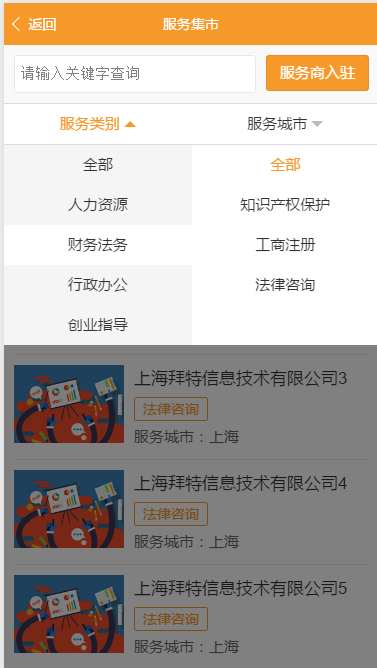 返回 服务集市
请输入关键字查询 服务商入驻
服务类别 服务城市
全部 全部
人力资源 知识产权保护
财务法务 工商注册
行政办公 法律咨询
创业指导
上海拜特信息技术有限公司3
法律咨询
服务城市：上海
上海拜特信息技术有限公司4
法律咨询
服务城市：上海
上海拜特信息技术有限公司5
法律咨询
服务城市：上海